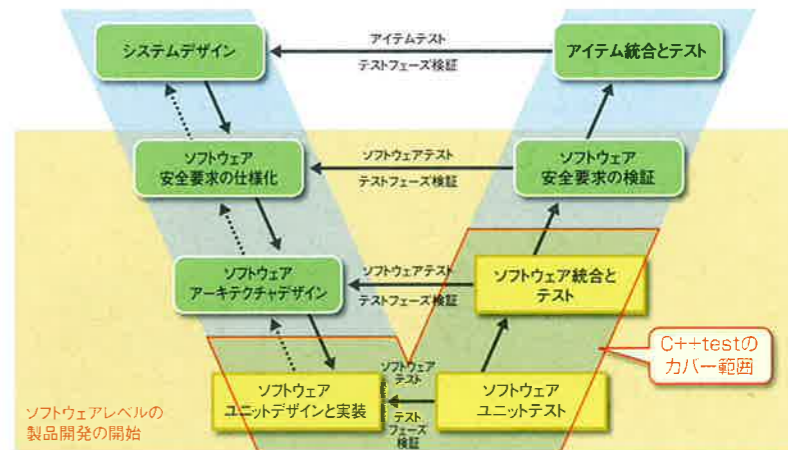 システムデザイン
アイテムテスト
テストフェーズ検証
アイテム統合とテスト
ソフトウェア
安全要求の仕様化
ソフトウェアテスト
テストフェーズ検証
ソフトウェア
安全要求の検証
ソフトウェア
アーキテクチャデザイン
ソフトウェアテスト
テストフェーズ検証
ソフトウェア統合と
テスト
C++testの
カバー範囲
ソフトウェア
ユニットデザインと実装
ソフトウェア
テスト
テスト
フェーズ
検証
ソフトウェア
ユニットテスト
ソフトウェアレベルの
製品開発の開始